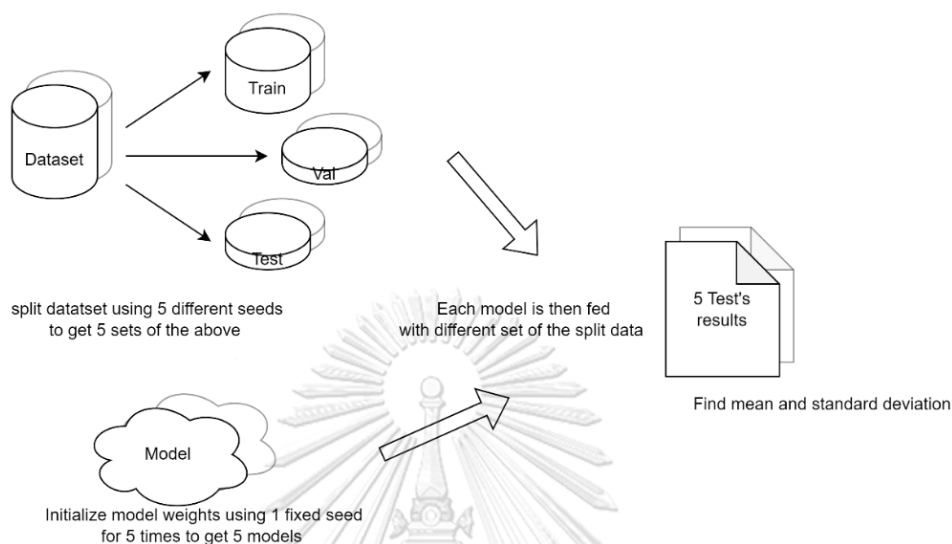 Train
Dataset
Val
Test
split datatset using 5 different seeds
to get 5 sets of the above
Each model is then fed
with different set of the split data
5 Test's
results
Find mean and standard deviation
Model
Initialize model weights using 1 fixed seed
for 5 times to get 5 models